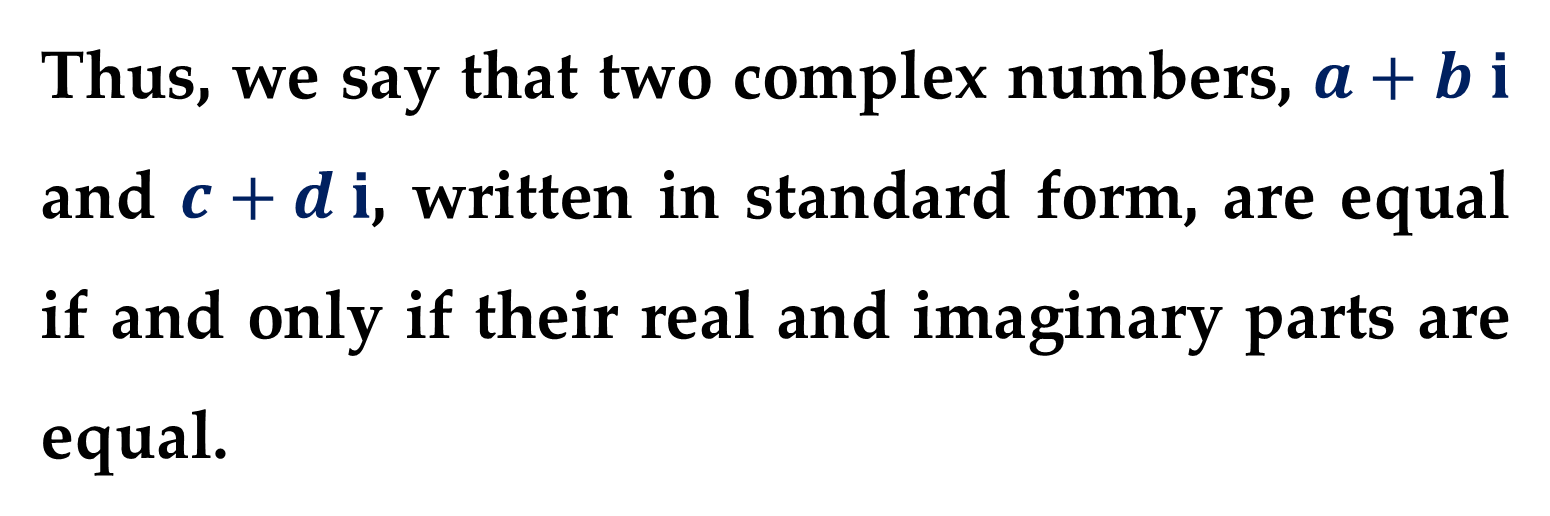 Thus, we say that two complex numbers, a + b i
and c + d i, written in standard form, are equal
if and only if their real and imaginary parts are
equal.